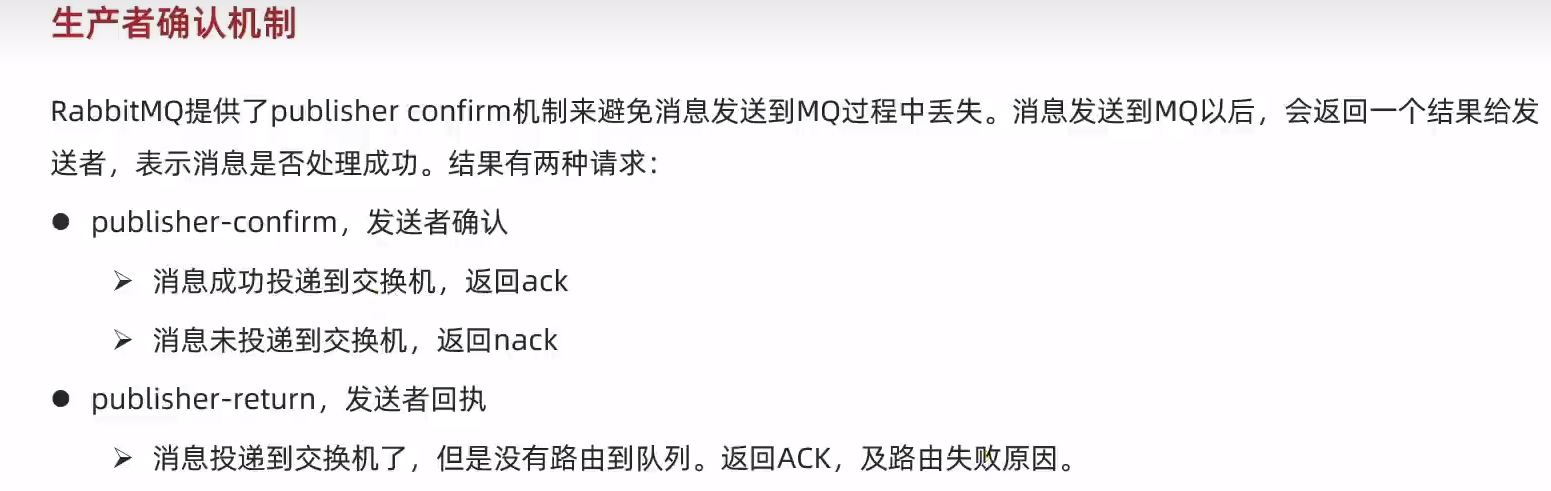 生产者确认机制
RabbitMQ提供了publisher confirm机制来避免消息发送到MQ过程中丢失。消息发送到MQ以后，会返回一个结果给发
送者，表示消息是否处理成功。结果有两种请求：
● publisher-confirm，发送者确认
➢ 消息成功投递到交换机，返回ack
➢ 消息未投递到交换机，返回nack
● publisher-return，发送者回执
➢ 消息投递到交换机了，但是没有路由到队列。返回ACK，及路由失败原因。